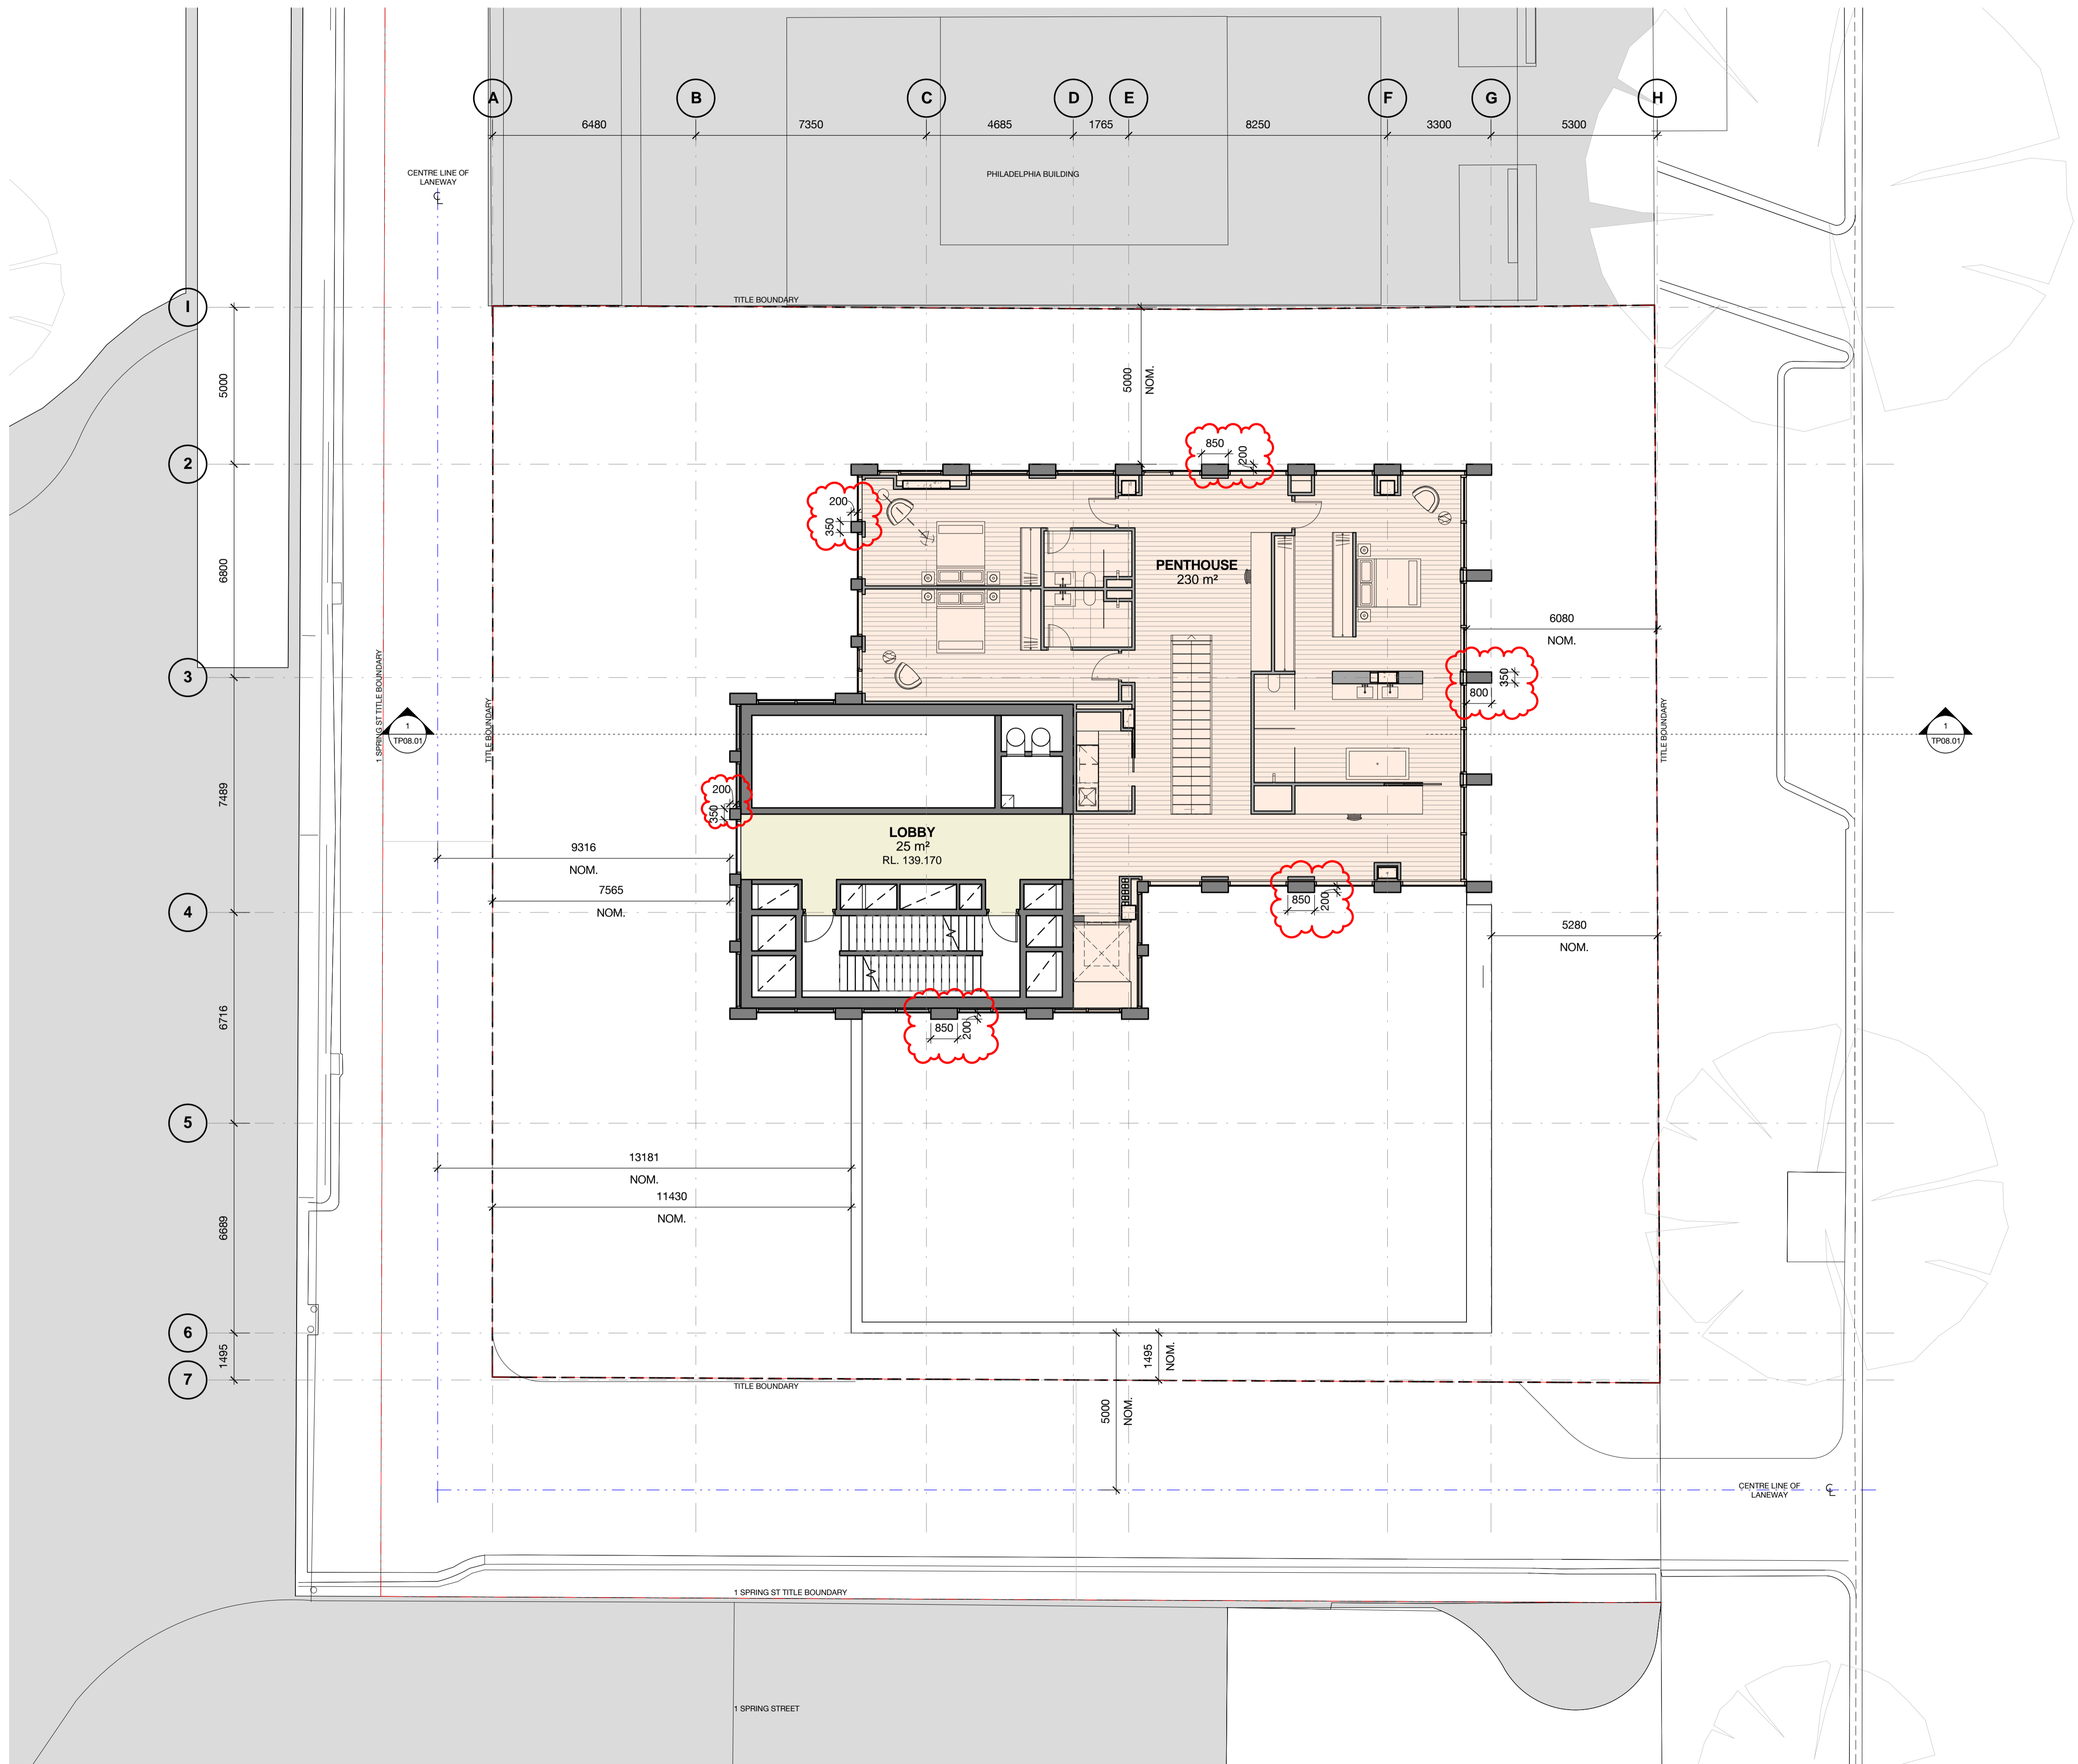 A
B
C
D
E
F
G
H
6480
7350
4685
1765
8250
3300
5300
CENTRE LINE OF
LANEWAY
PHILADELPHIA BUILDING
TITLE BOUNDARY
I
2
3
4
5
6
7
5000
6800
7489
6716
6689
1495
5000
NOM.
850
200
200
350
PENTHOUSE
230 m²
6080
NOM.
350
800
1 SPRING ST TITLE BOUNDARY
TITLE BOUNDARY
TITLE BOUNDARY
1
TP08.01
1
TP08.01
200
350
LOBBY
25 m²
RL. 139.170
9316
NOM.
7565
NOM.
850
200
5280
NOM.
850
200
13181
NOM.
11430
NOM.
1495
NOM.
TITLE BOUNDARY
5000
NOM.
CENTRE LINE OF
LANEWAY
1 SPRING ST TITLE BOUNDARY
1 SPRING STREET